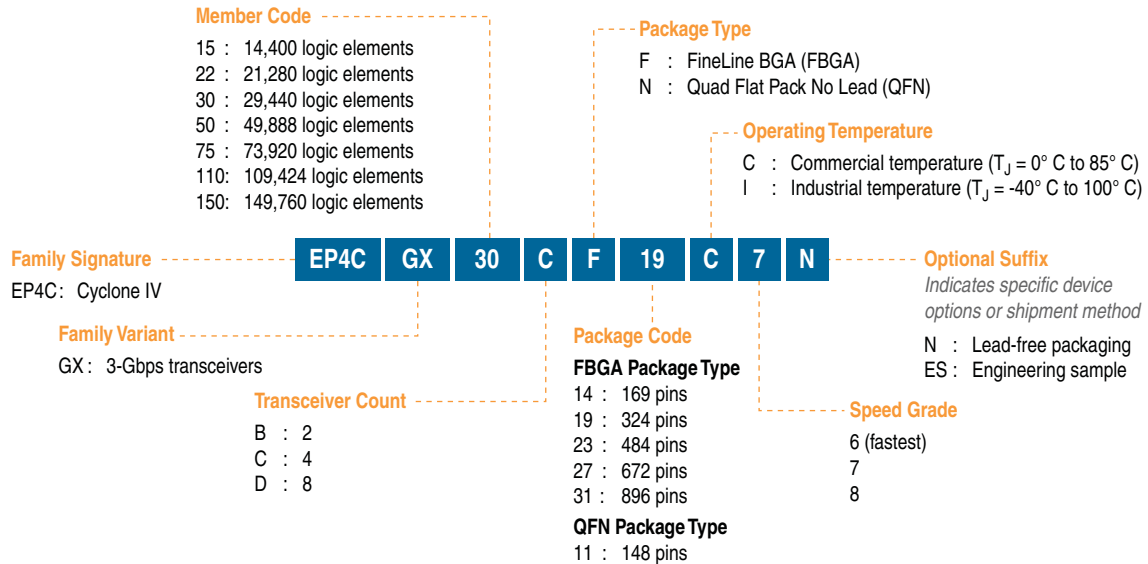 Member Code
15 : 14,400 logic elements
22 : 21,280 logic elements
30 : 29,440 logic elements
50 : 49,888 logic elements
75 : 73,920 logic elements
110: 109,424 logic elements
150: 149,760 logic elements
Package Type
F : FineLine BGA (FBGA)
N : Quad Flat Pack No Lead (QFN)
Operating Temperature
C : Commercial temperature (TJ = 0° C to 85° C)
I : Industrial temperature (TJ = -40° C to 100° C)
EP4C GX 30 C F 19 C 7 N
Family Signature
EP4C: Cyclone IV
Family Variant
GX : 3-Gbps transceivers
Transceiver Count
B : 2
C : 4
D : 8
Package Code
FBGA Package Type
14 : 169 pins
19 : 324 pins
23 : 484 pins
27 : 672 pins
31 : 896 pins
QFN Package Type
11 : 148 pins
Speed Grade
6 (fastest)
7
8
Optional Suffix
Indicates specific device
options or shipment method
N : Lead-free packaging
ES : Engineering sample